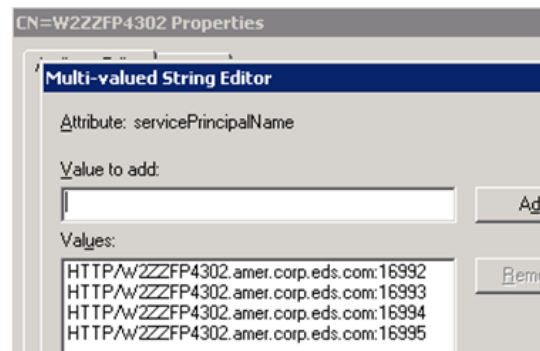 CN=W2ZZFP4302 Properties
Multi-valued String Editor
Attribute: servicePrincipalName
Value to add:
Values:
HTTP/W2ZZFP4302.amer.corp.eds.com:16992
HTTP/W2ZZFP4302.amer.corp.eds.com:16993
HTTP/W2ZZFP4302.amer.corp.eds.com:16994
HTTP/W2ZZFP4302.amer.corp.eds.com:16995